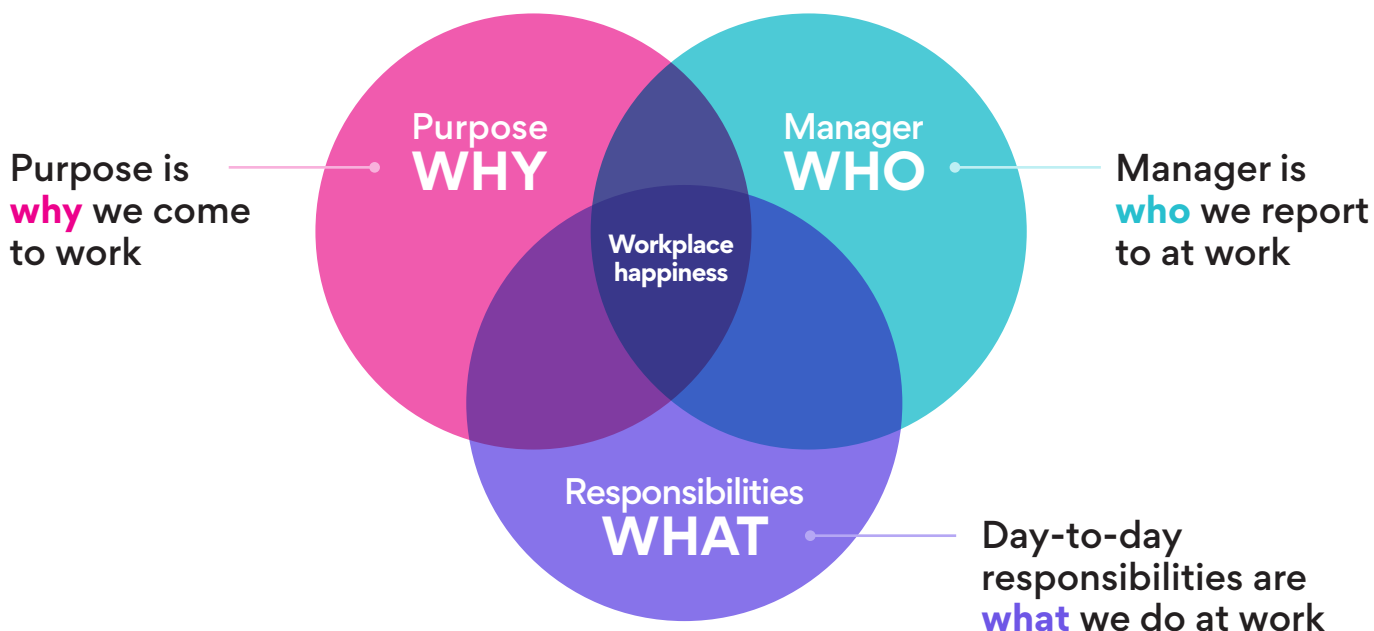 Purpose
WHY
Manager
WHO
Purpose is
why we come
to work
Manager is
who we report
to at work
Workplace
happiness
Responsibilities
WHAT
Day-to-day
responsibilities are
what we do at work